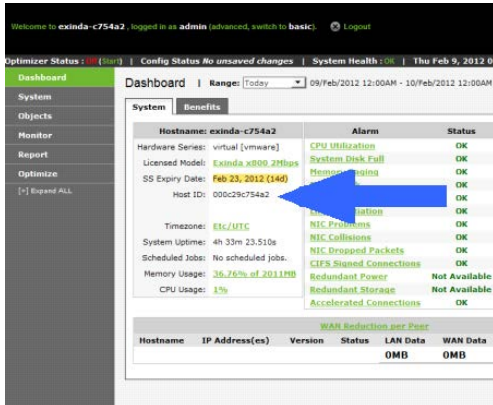 Welcome to exinda-c754a2, logged in as admin (advanced, switch to basic). Logout
Optimizer Status : Off (Start) | Config Status No unsaved changes | System Health: OK | Thu Feb 9, 2012 0
Dashboard
System
Objects
Monitor
Report
Optimize
[+] Expand ALL
Dashboard | Range: Today 09/Feb/2012 12:00AM - 10/Feb/2012 12:00AM
System Benefits
Hostname: exinda-c754a2
Hardware Series: virtual [vmware]
Licensed Model: Exinda x800 2Mbps
SS Expiry Date: Feb 23, 2012 (14d)
Host ID: 000c29c754a2
Timezone: Etc/UTC
System Uptime: 4h 33m 23.510s
Scheduled Jobs: No scheduled jobs.
Memory Usage: 36.76% of 2011MB
CPU Usage: 1%
Alarm Status
CPU Utilization OK
System Disk Full OK
OK
OK
OK
NIC Problems OK
NIC Collisions OK
NIC Dropped Packets OK
CIFS Signed Connections OK
Redundant Power Not Available
Redundant Storage Not Available
Accelerated Connections OK
WAN Reduction per Peer
Hostname IP Address(es) Version Status LAN Data WAN Data
0MB 0MB